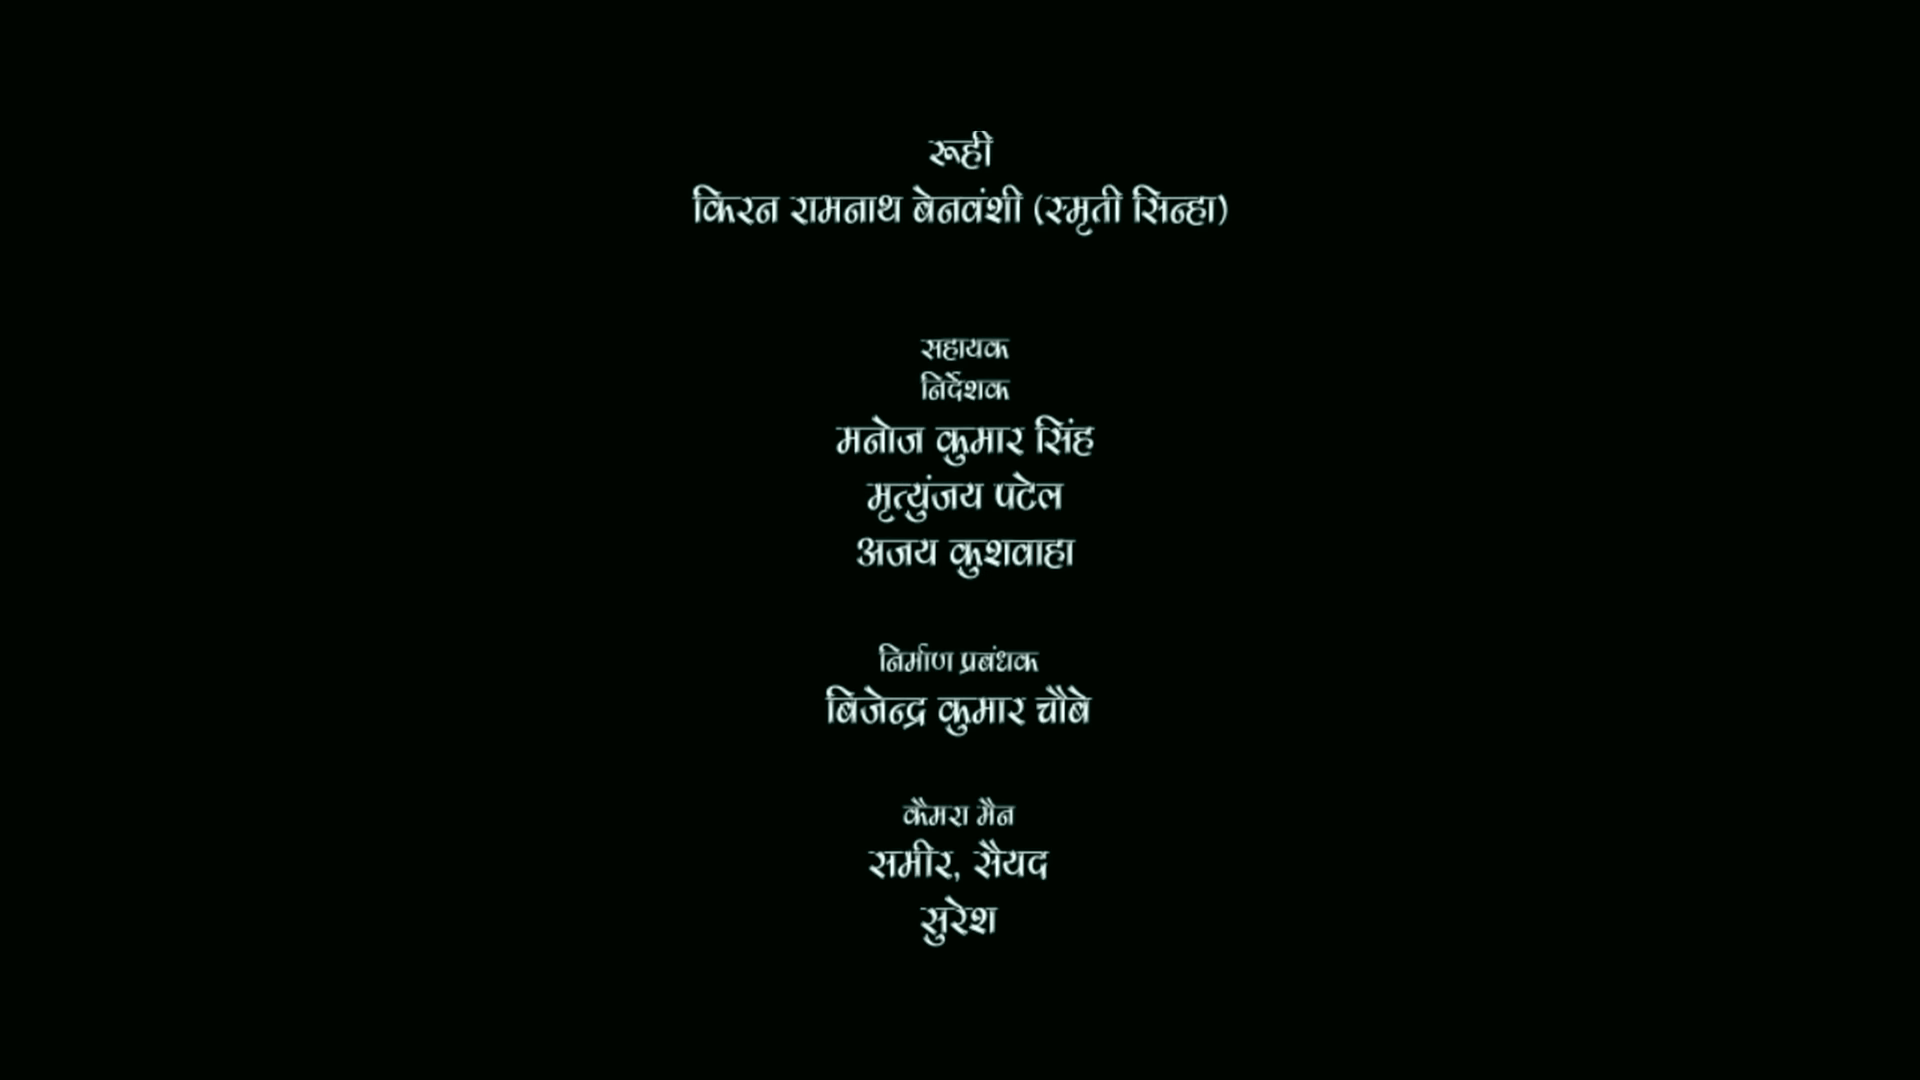 रूही
किरन रामनाथ बेनवंशी (स्मृती सिन्हा)
सहायक
निर्देशक
मनोज कुमार सिंह
मृत्युंजय पटेल
अजय कुशवाहा
निर्माण प्रबंधक
बिजेन्द्र कुमार चौबे
कैमरा मैन
समीर, सैयद
सुरेश